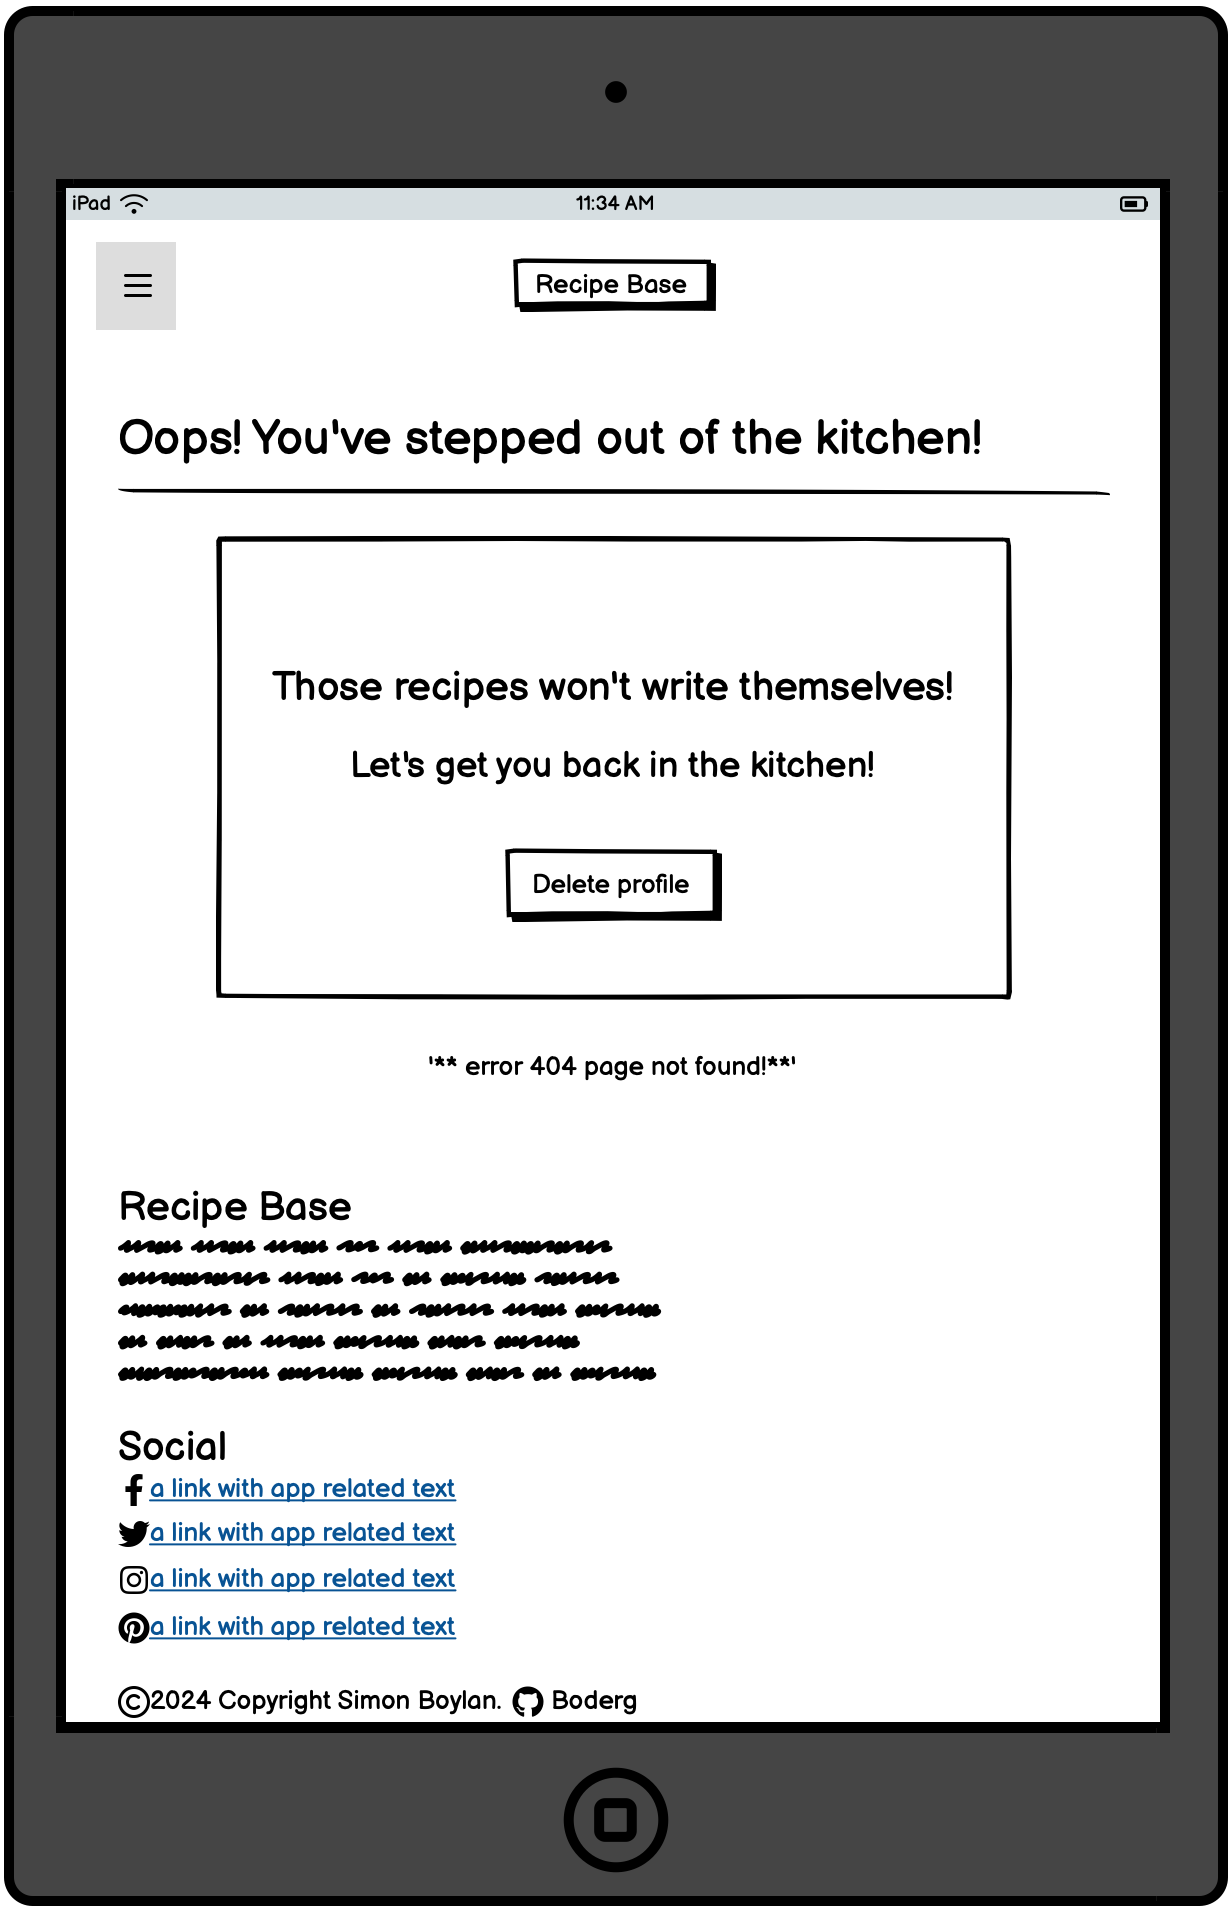 iPad 11:34 AM
Recipe Base
Oops! You've stepped out of the kitchen!
Those recipes won't write themselves!
Let's get you back in the kitchen!
Delete profile
'** error 404 page not found!**'
Recipe Base
Social
a link with app related text
a link with app related text
a link with app related text
a link with app related text
©2024 Copyright Simon Boylan. Boderg